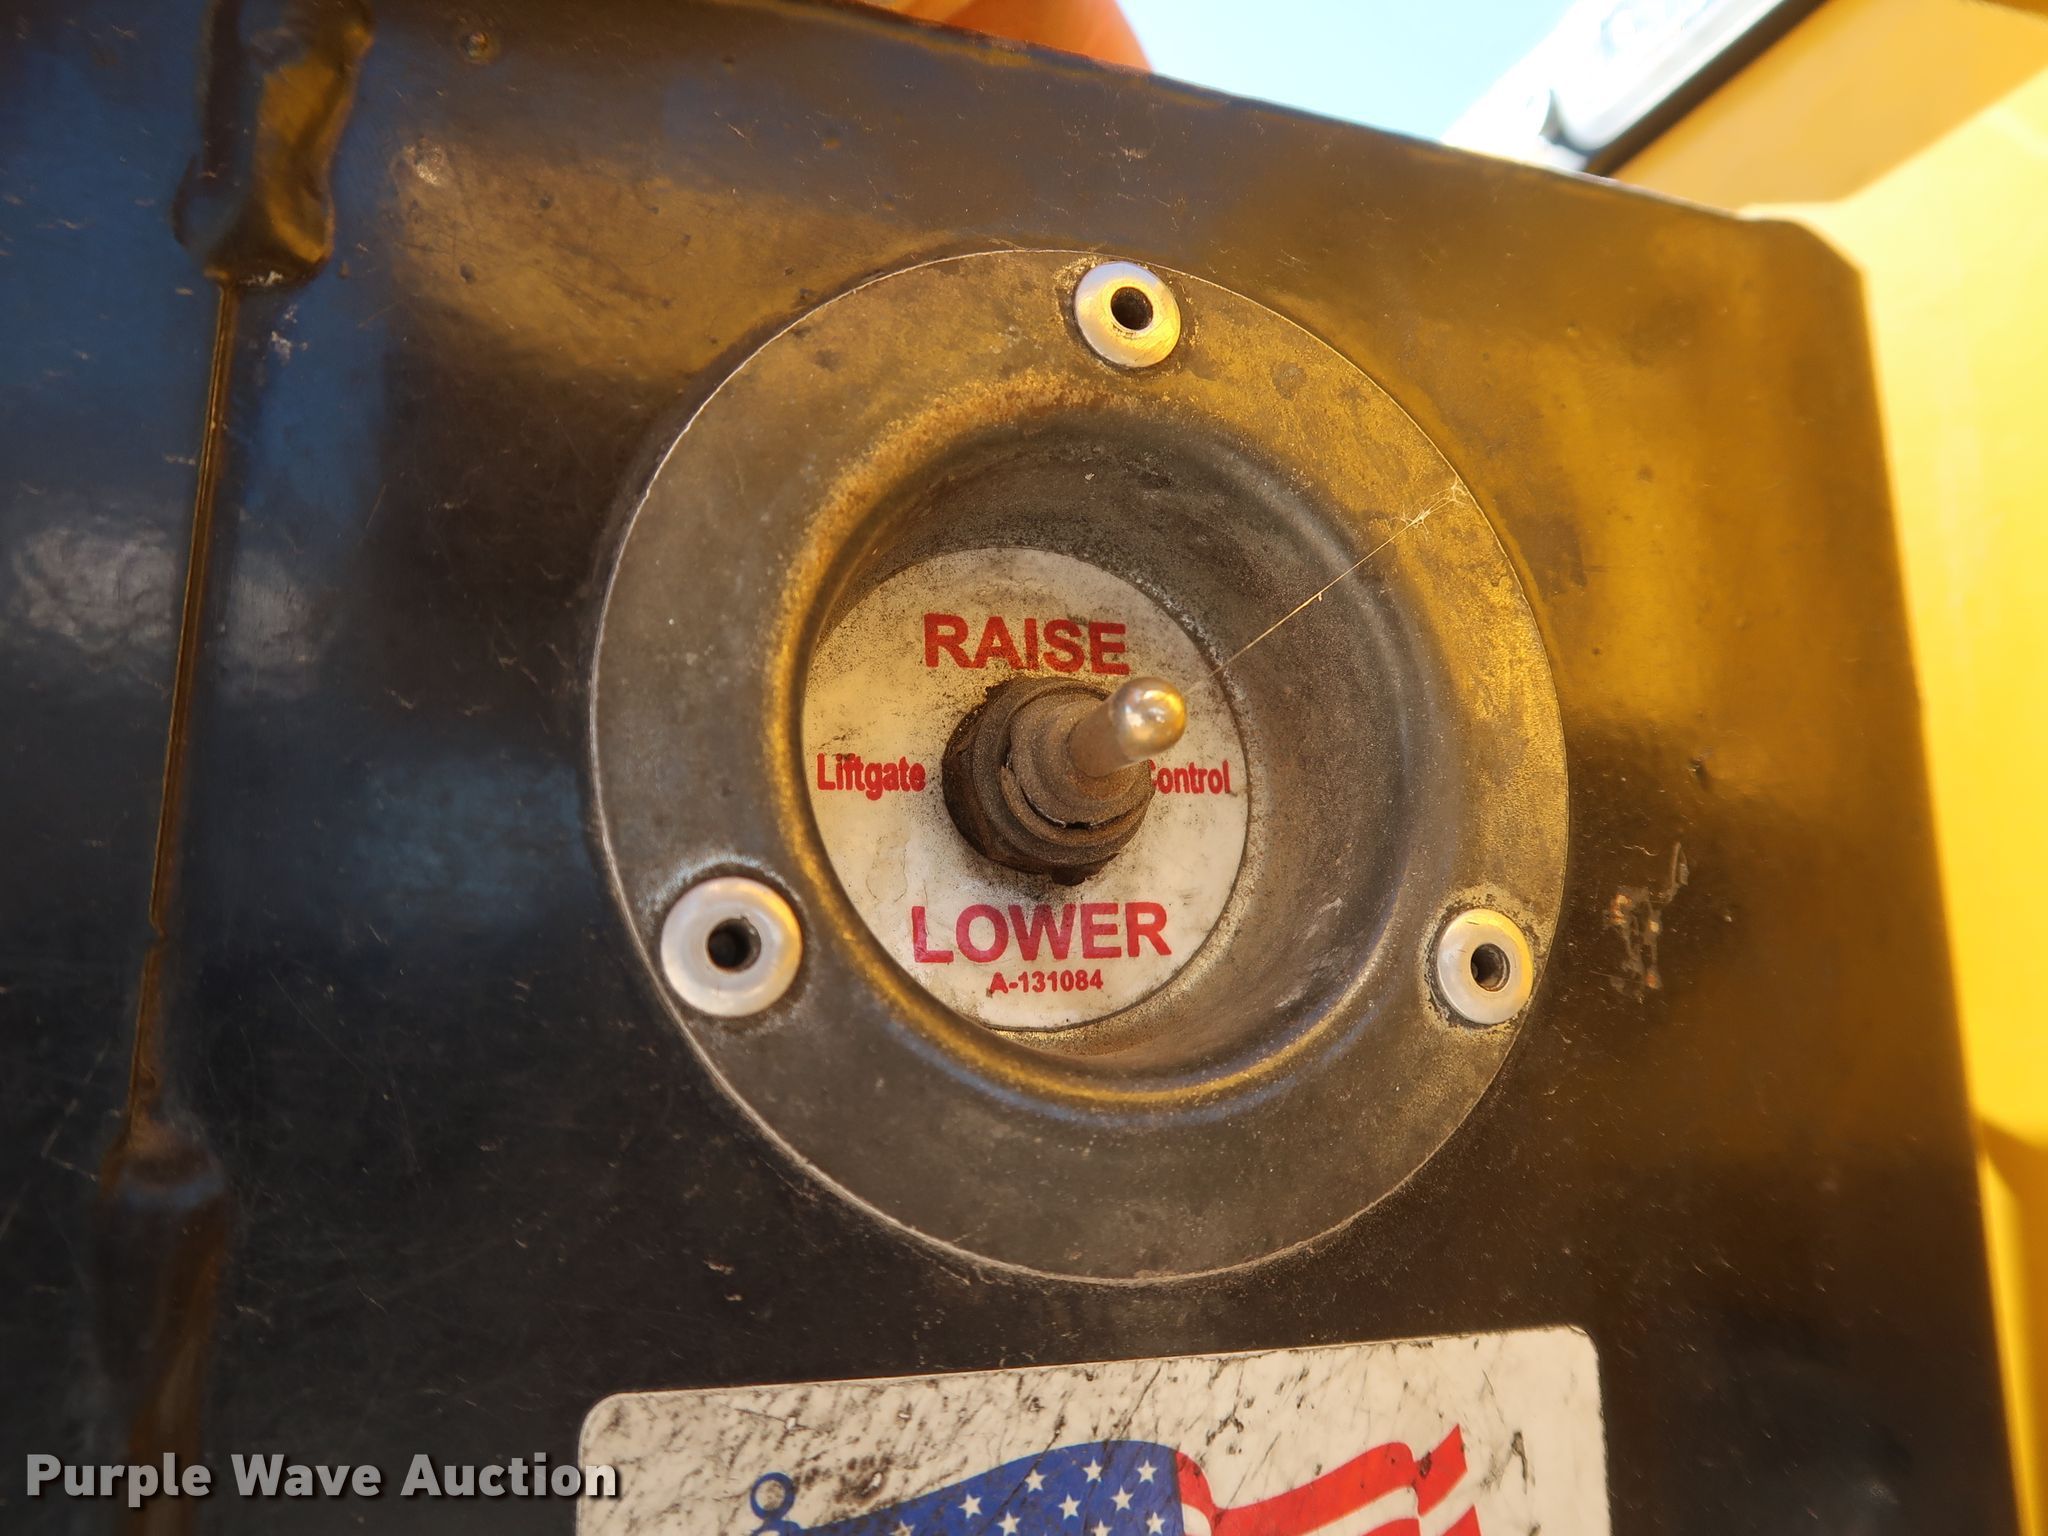 RAISE
Liftgate Control
LOWER
A-131084
Purple Wave Auction